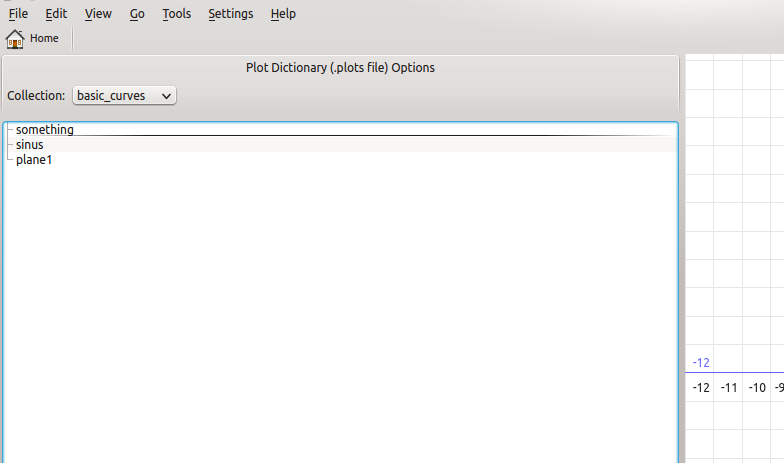 File Edit View Go Tools Settings Help
Home
Plot Dictionary (.plots file) Options
Collection: basic_curves
something
sinus
plane1
-12
-12 -11 -10 -9